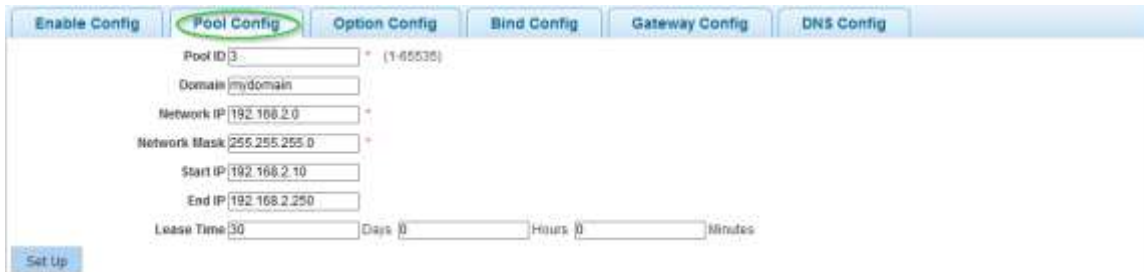 Enable Config Pool Config Option Config Bind Config Gateway Config DNS Config
Pool ID 3 * (1-65535)
Domain mydomain
Network IP 192.168.2.0 *
Network Mask 255.255.255.0 *
Start IP 192.168.2.10
End IP 192.168.2.250
Lease Time 30 Days 0 Hours 0 Minutes
Set Up